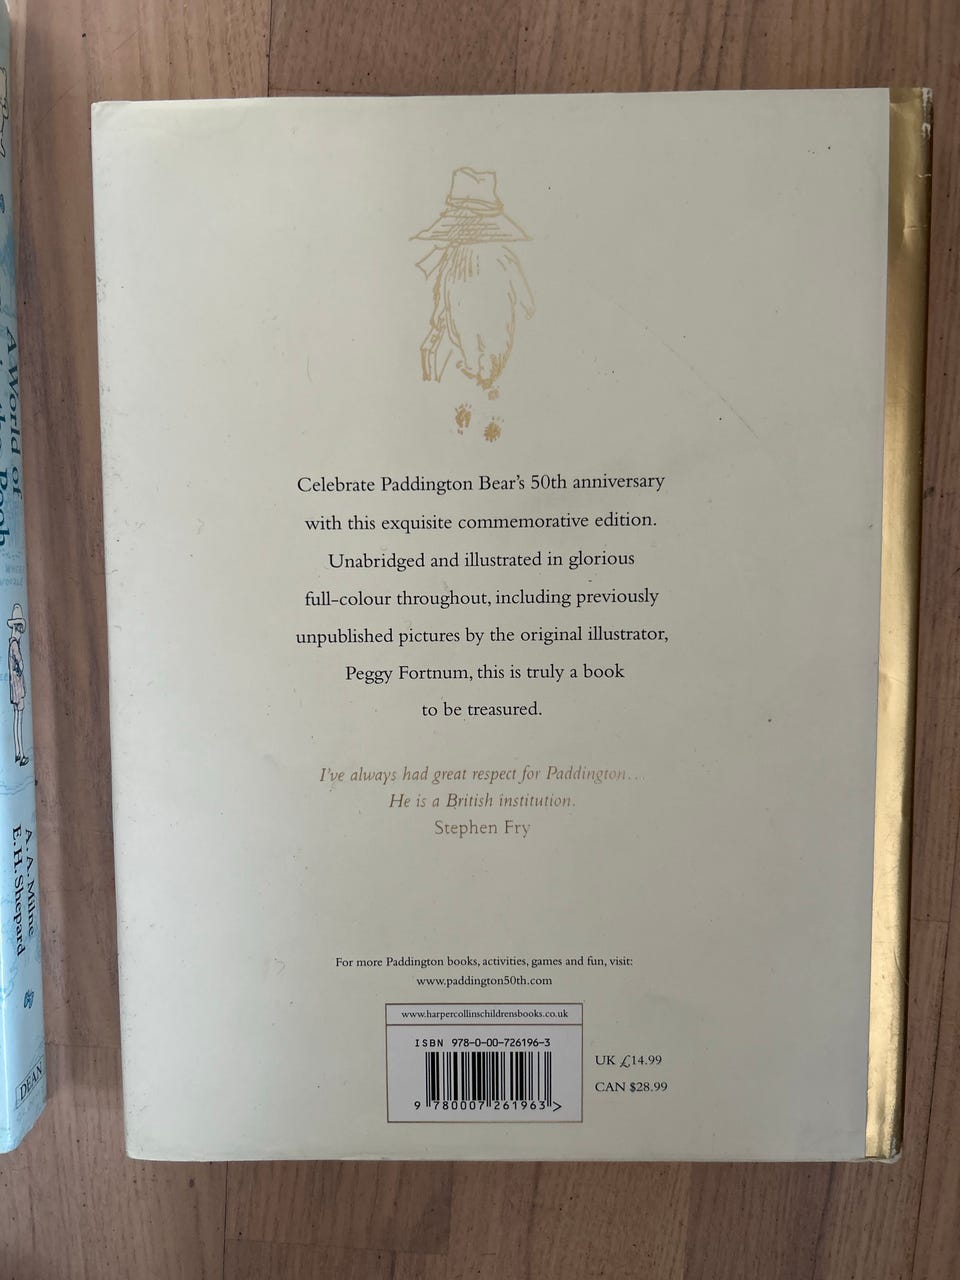 A World of
Pooh
A. A. Milne
E. H. Shepard
DEAN
Celebrate Paddington Bear's 50th anniversary
with this exquisite commemorative edition.
Unabridged and illustrated in glorious
full-colour throughout, including previously
unpublished pictures by the original illustrator,
Peggy Fortnum, this is truly a book
to be treasured.
I've always had great respect for Paddington...
He is a British institution.
Stephen Fry
For more Paddington books, activities, games and fun, visit:
www.paddington50th.com
www.harpercollinschildrensbooks.co.uk
ISBN 978-0-00-726196-3
9 780007 261963 >
UK £14.99
CAN $28.99